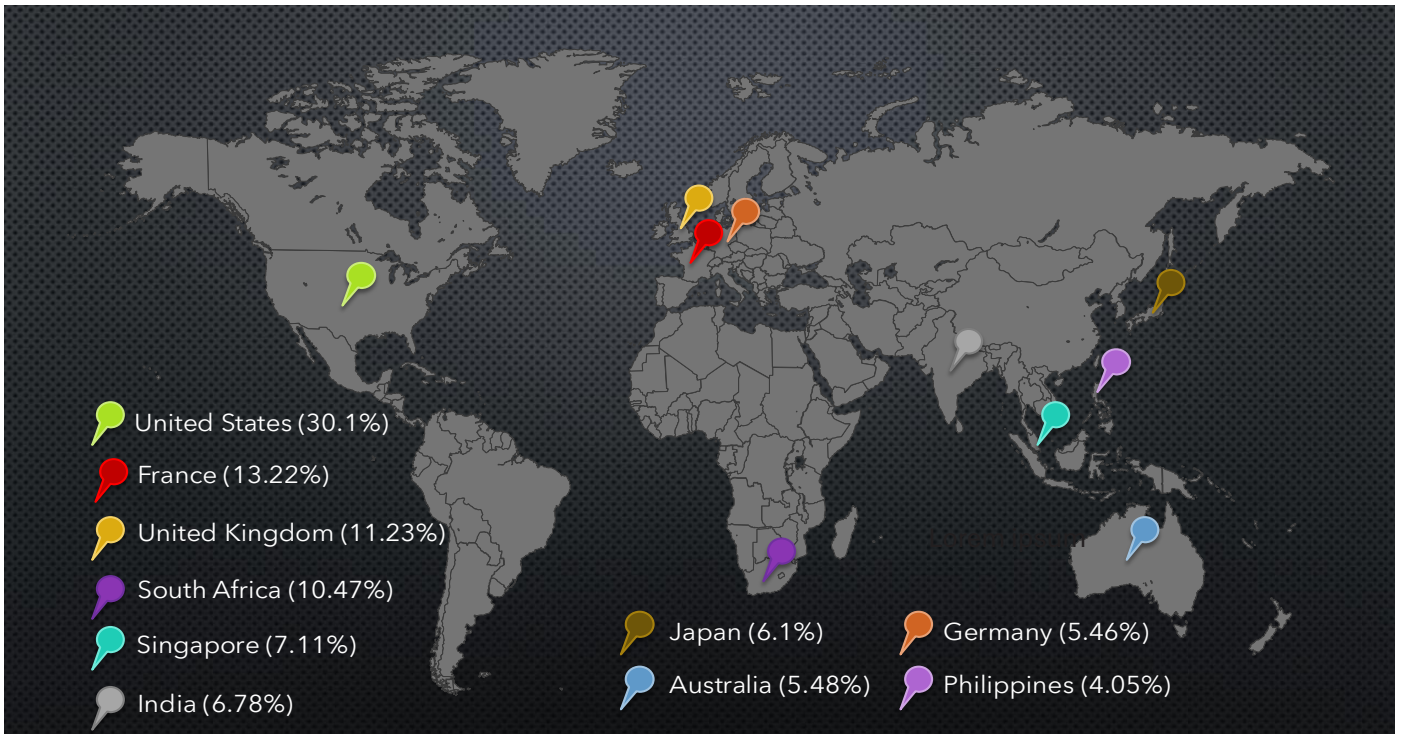 United States (30.1%)
France (13.22%)
United Kingdom (11.23%)
South Africa (10.47%)
Singapore (7.11%)
India (6.78%)
Japan (6.1%)
Australia (5.48%)
Germany (5.46%)
Philippines (4.05%)